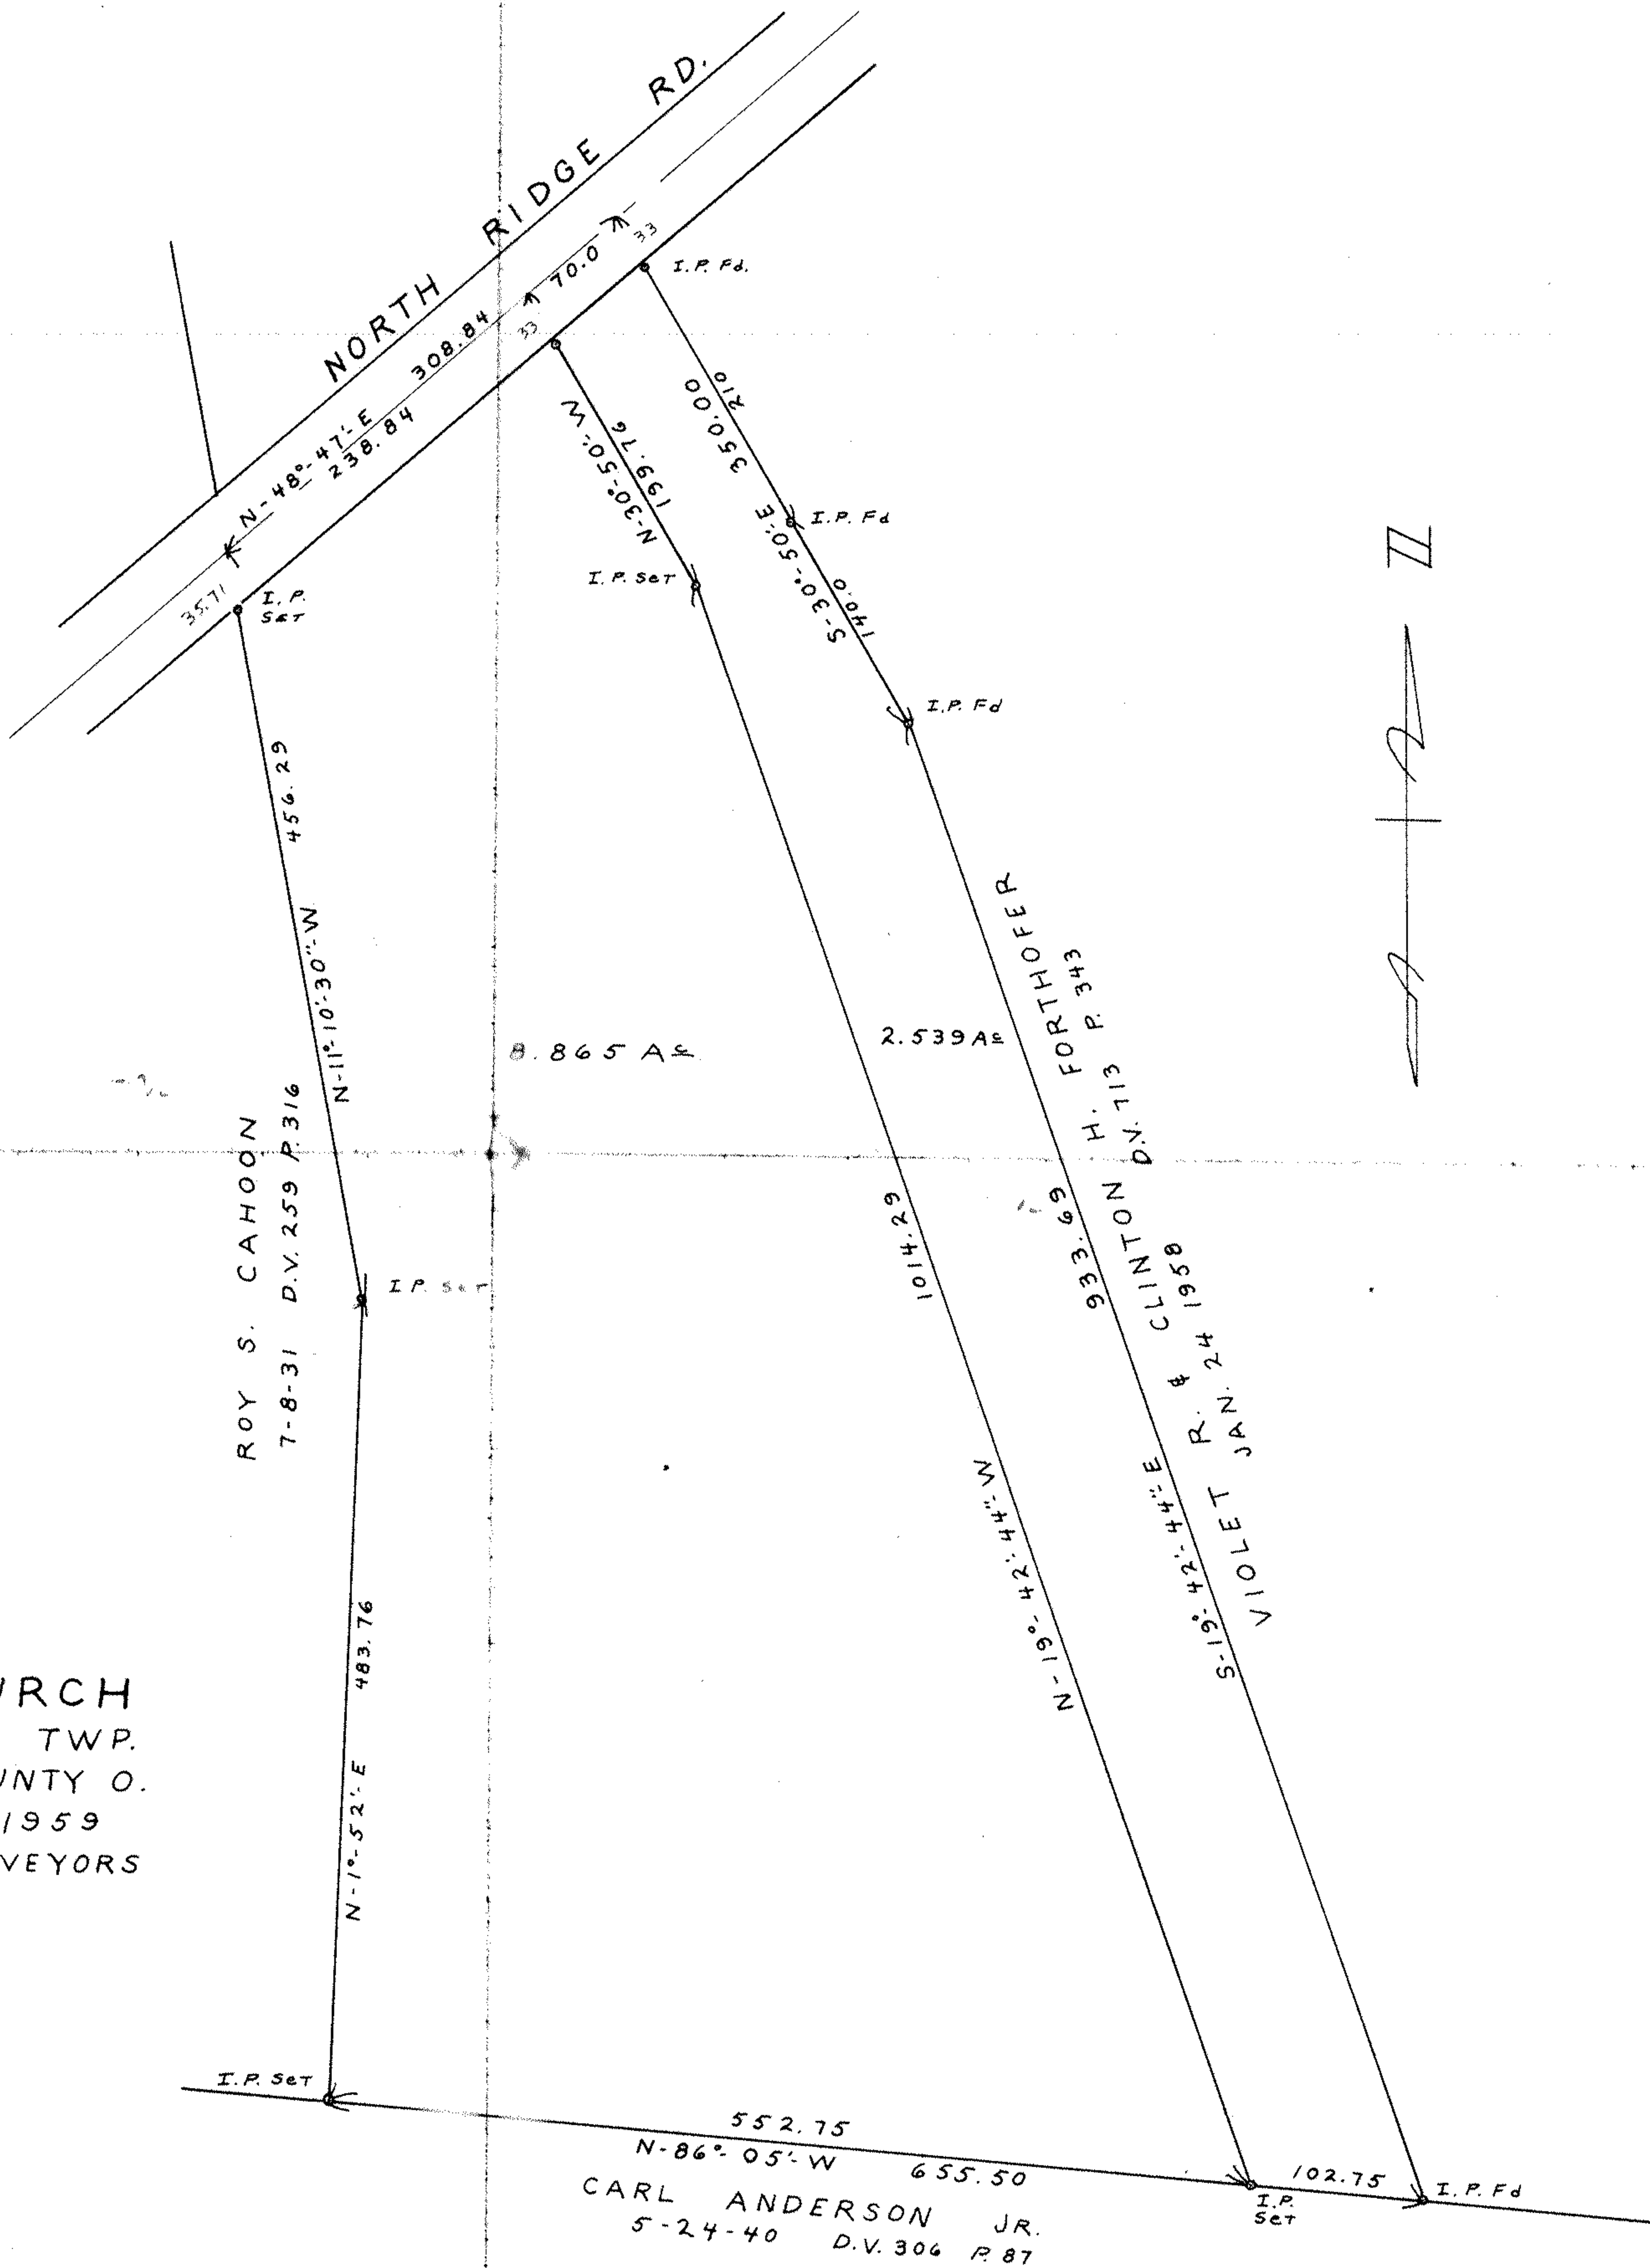 NORTH RIDGE RD.
N-48°-47'-E 308.84
238.84
70.0
33
33
35.71
I.P. Fd.
I.P.
SET
N-30°-50'-W
199.76
I.P. SET
350.00
210
S-30°-50'-E
140.0
I.P. Fd
I.P. Fd
N-11°-10'-30"-W 456.29
8.865 Ac
2.539 Ac
ROY S. CAHOON
7-8-31 D.V. 259 P. 316
I.P. SET
N-1°-52'-E 483.76
N-19°-42'-44"-W 1014.29
S-19°-42'-44"-E 933.69
VIOLET R. & CLINTON H. FORTHOFER
JAN. 24 1958 D.V. 713 P. 343
URCH
TWP.
UNTY O.
1959
VEYORS
I.P. SET
552.75
N-86°-05'-W 655.50
102.75
I.P.
SET
I.P. Fd
CARL ANDERSON JR.
5-24-40 D.V. 306 P. 87